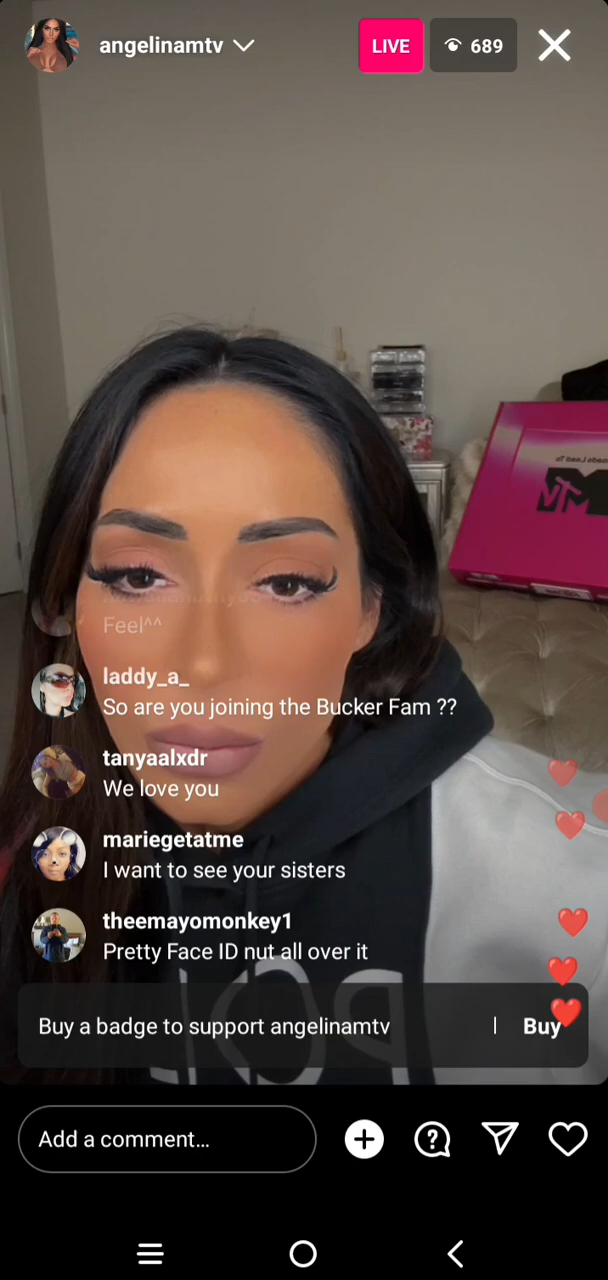 angelinamtv
LIVE
689
Feel^^
laddy_a_
So are you joining the Bucker Fam ??
tanyaalxdr
We love you
mariegetatme
I want to see your sisters
theemayomonkey1
Pretty Face ID nut all over it
Buy a badge to support angelinamtv
Buy
Add a comment...